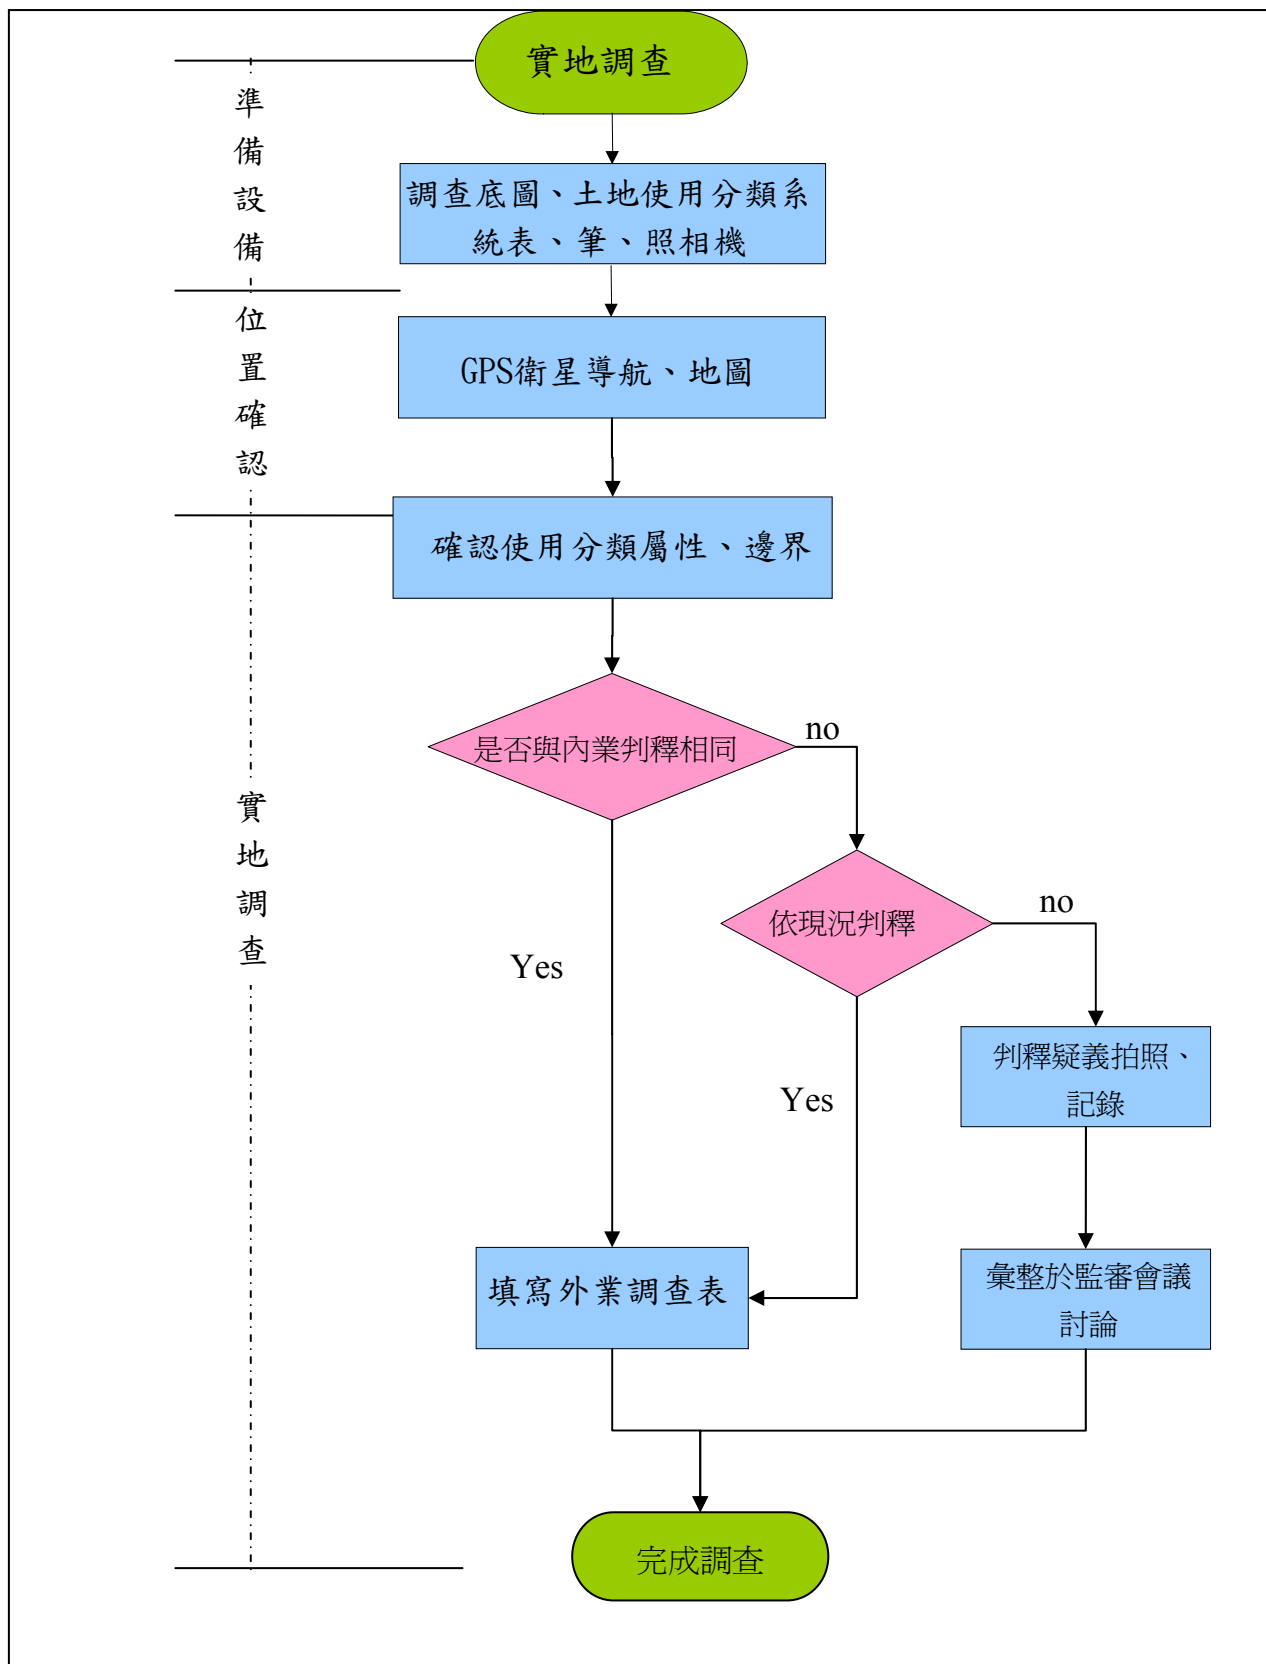 實地調查
準備設備
調查底圖、土地使用分類系
統表、筆、照相機
位置確認
GPS衛星導航、地圖
確認使用分類屬性、邊界
實地調查
是否與內業判釋相同
no
依現況判釋
no
Yes
Yes
判釋疑義拍照、
記錄
填寫外業調查表
彙整於監審會議
討論
完成調查